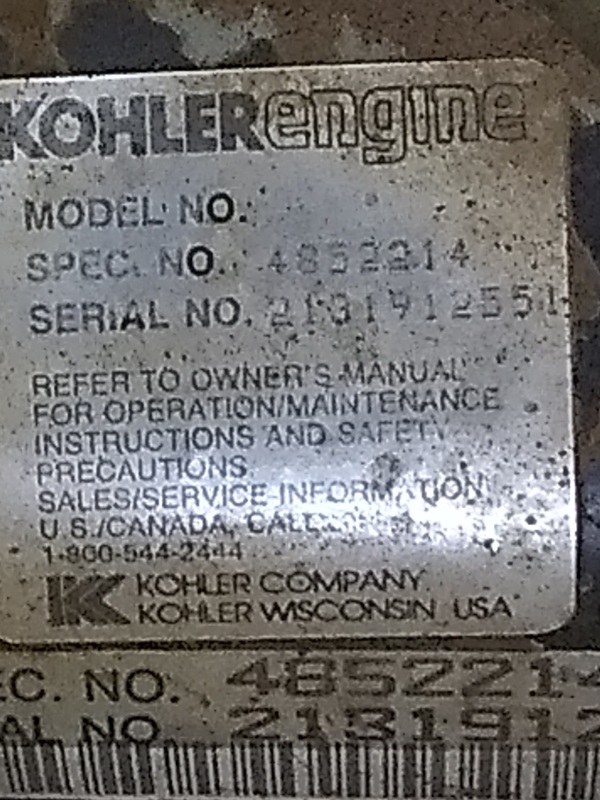 KOHLERengine
MODEL NO.
SPEC. NO. 4852214
SERIAL NO. 2131912551
REFER TO OWNER'S MANUAL
FOR OPERATION/MAINTENANCE
INSTRUCTIONS AND SAFETY
PRECAUTIONS.
SALES/SERVICE INFORMATION
U.S./CANADA, CALL
1-800-544-2444
KOHLER COMPANY
KOHLER WISCONSIN USA
EC. NO. 4852214
AL NO. 2131912